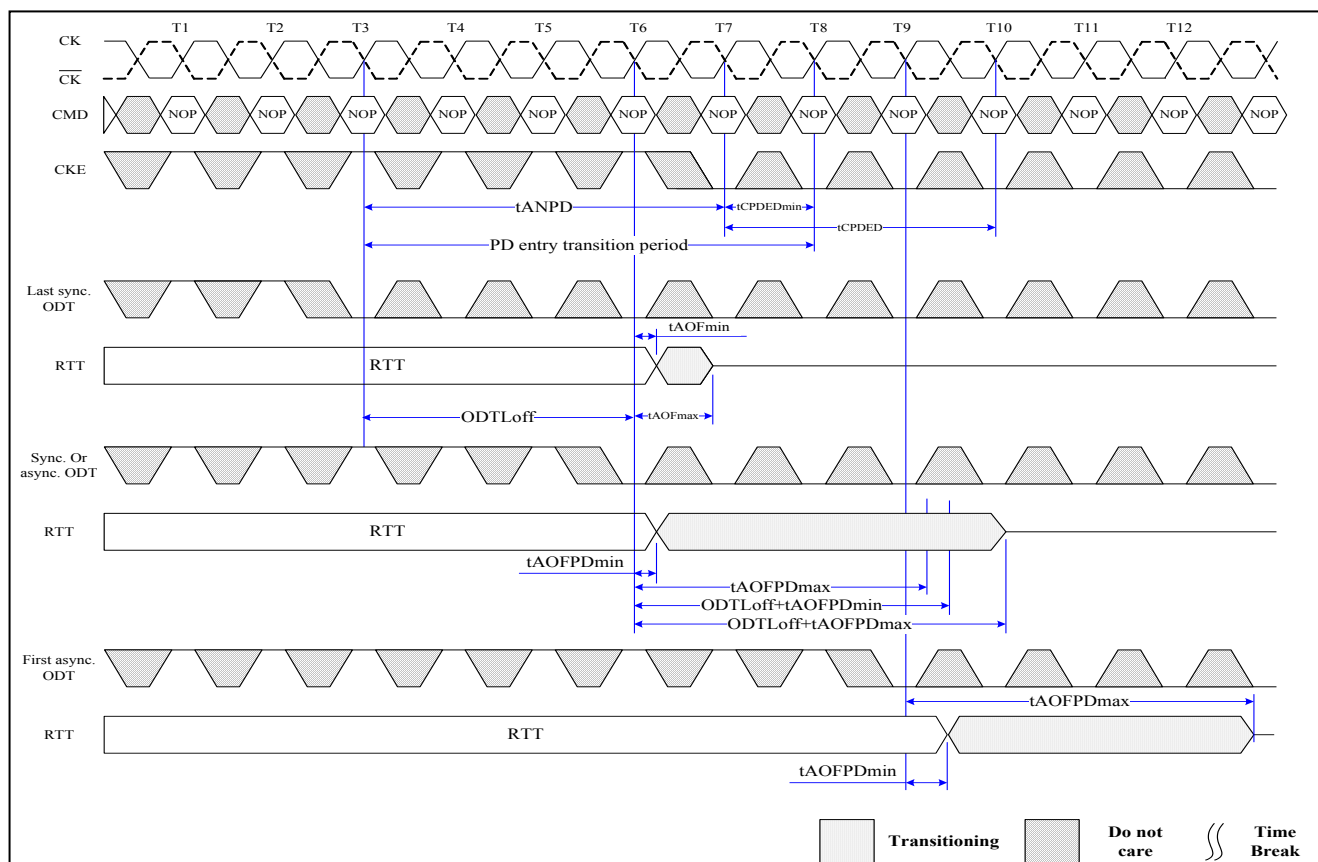 T1 T2 T3 T4 T5 T6 T7 T8 T9 T10 T11 T12
CK
CK
CMD NOP NOP NOP NOP NOP NOP NOP NOP NOP NOP NOP NOP NOP
CKE
tANPD tCPDEDmin
tCPDED
PD entry transition period
Last sync.
ODT
tAOFmin
RTT RTT
ODTLoff tAOFmax
Sync. Or
async. ODT
RTT RTT
tAOFPDmin
tAOFPDmax
ODTLoff+tAOFPDmin
ODTLoff+tAOFPDmax
First async.
ODT
tAOFPDmax
RTT RTT
tAOFPDmin
Transitioning
Do not
care
Time
Break